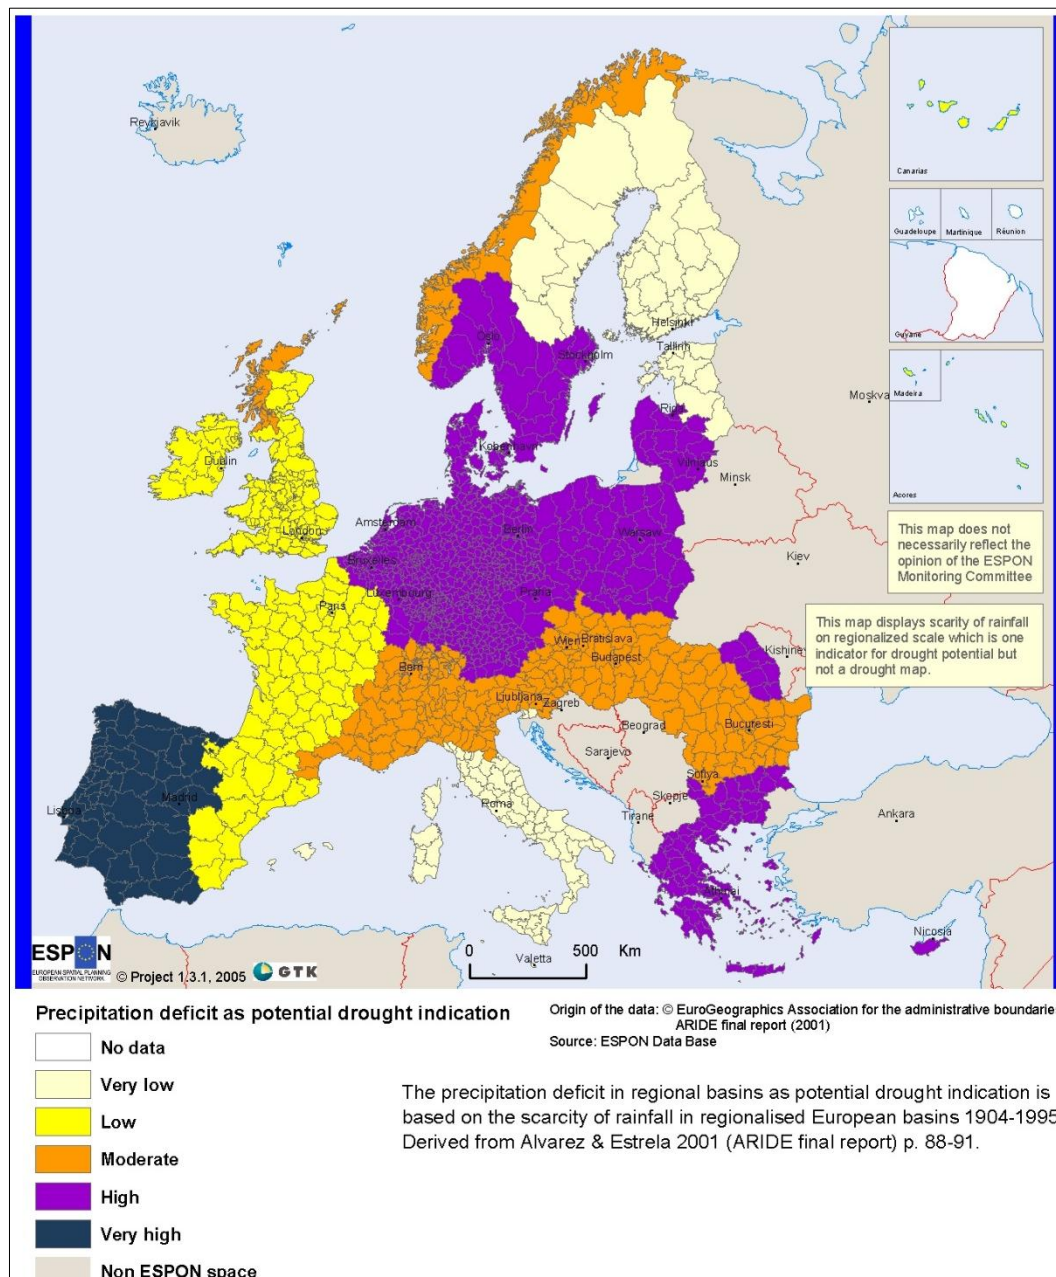 Reykjavik
Canarias
Guadeloupe
Martinique
Réunion
Guyane
Helsinki
Tallinn
Oslo
Stockholm
Madeira
Moskva
Riga
Dublin
København
Vilnius
Minsk
Acores
London
Amsterdam
Berlin
Warsaw
This map does not
necessarily reflect the
opinion of the ESPON
Monitoring Committee
Bruxelles
Kiev
Luxembourg
Praha
Paris
This map displays scarity of rainfall
on regionalized scale which is one
indicator for drought potential but
not a drought map.
Wien
Bratislava
Kishinev
Budapest
Bern
Ljubljana
Zagreb
Beograd
Bucuresti
Sarajevo
Sofiya
Skopje
Roma
Madrid
Lisboa
Tirane
Ankara
Athinai
Nicosia
Valetta
0 500 Km
ESPON
EUROPEAN SPATIAL PLANNING
OBSERVATION NETWORK
© Project 1.3.1, 2005
GTK
Precipitation deficit as potential drought indication
No data
Very low
Low
Moderate
High
Very high
Non ESPON space
Origin of the data: © EuroGeographics Association for the administrative boundarie
ARIDE final report (2001)
Source: ESPON Data Base
The precipitation deficit in regional basins as potential drought indication is
based on the scarcity of rainfall in regionalised European basins 1904-1995
Derived from Alvarez & Estrela 2001 (ARIDE final report) p. 88-91.